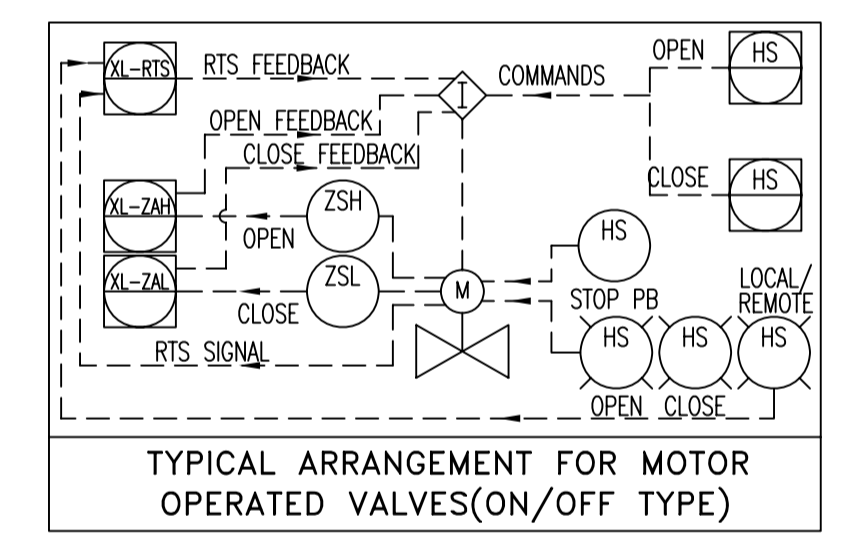 XL-RTS
RTS FEEDBACK
I
COMMANDS
OPEN
HS
OPEN FEEDBACK
CLOSE FEEDBACK
CLOSE
HS
XL-ZAH
OPEN
ZSH
HS
XL-ZAL
CLOSE
ZSL
M
STOP PB
LOCAL/
REMOTE
HS
HS
HS
RTS SIGNAL
OPEN
CLOSE
TYPICAL ARRANGEMENT FOR MOTOR
OPERATED VALVES(ON/OFF TYPE)